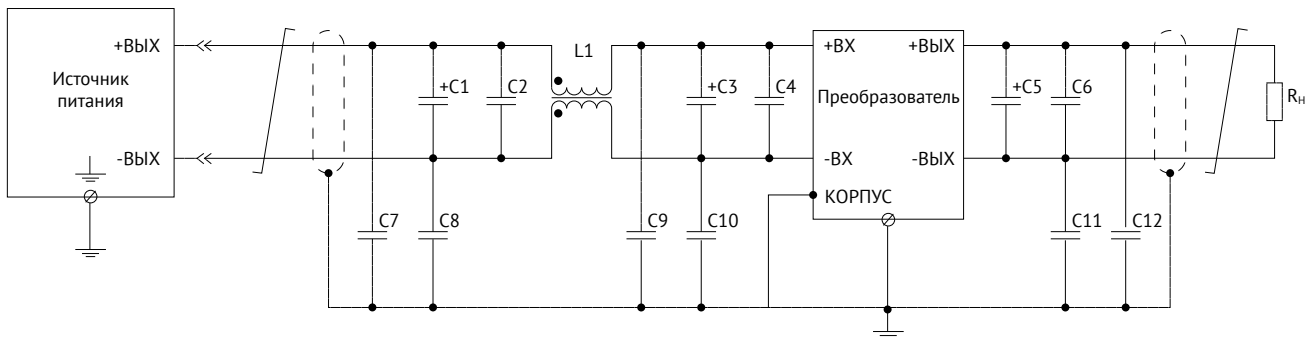 Источник
питания
+ВЫХ
-ВЫХ
+C1
C2
L1
+C3
C4
+ВХ
+ВЫХ
Преобразователь
-ВХ
-ВЫХ
КОРПУС
+C5
C6
Rн
C7
C8
C9
C10
C11
C12